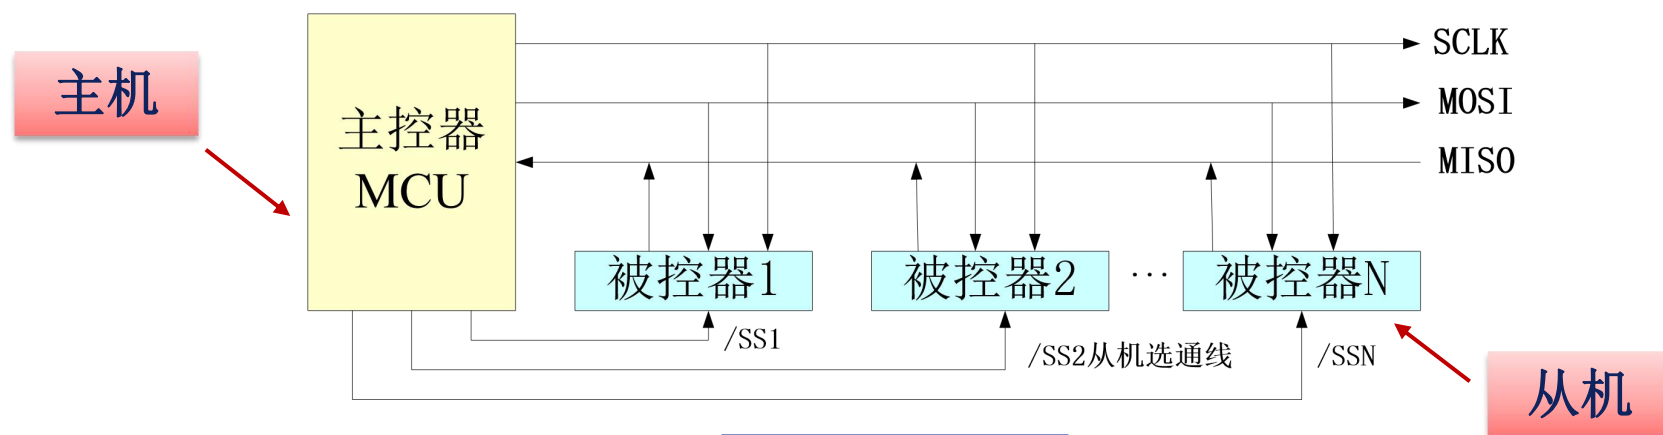 主机
主控器
MCU
SCLK
MOSI
MISO
被控器1
被控器2
···
被控器N
/SS1
/SS2从机选通线
/SSN
从机